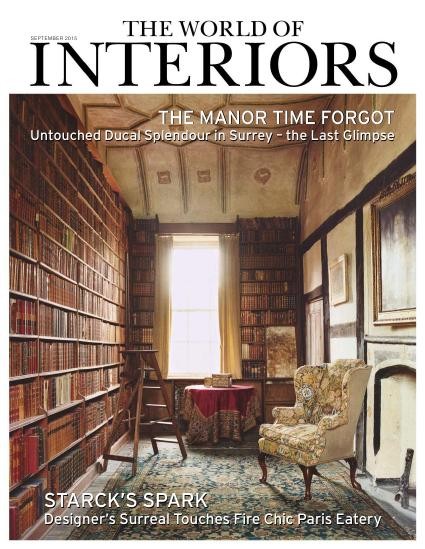 THE WORLD OF
SEPTEMBER 2015
INTERIORS
THE MANOR TIME FORGOT
Untouched Ducal Splendour in Surrey – the Last Glimpse
STARCK'S SPARK
Designer's Surreal Touches Fire Chic Paris Eatery